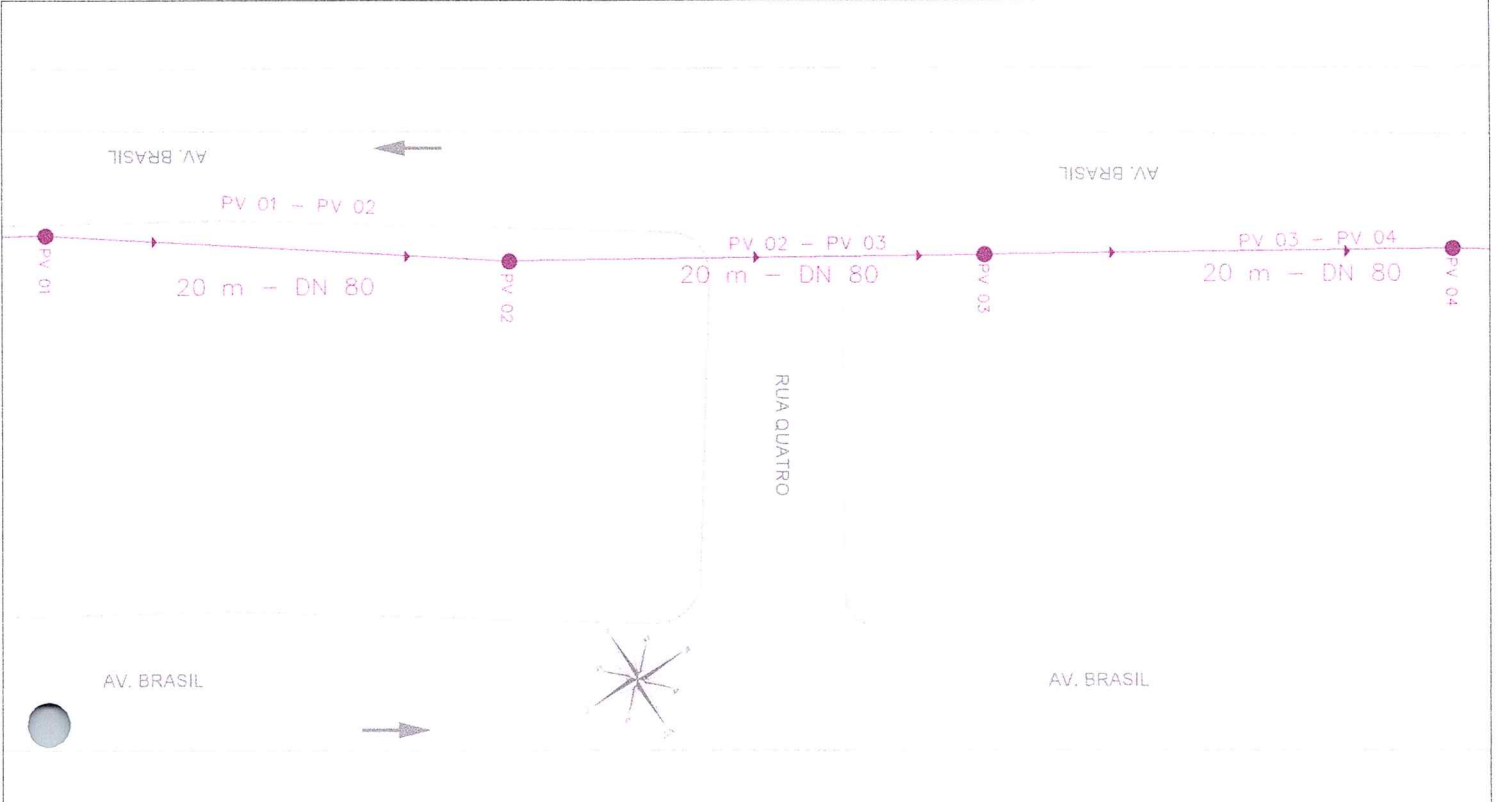 AV. BRASIL
AV. BRASIL
PV 01 - PV 02
PV 02 - PV 03
PV 03 - PV 04
20 m - DN 80
20 m - DN 80
20 m - DN 80
PV 01
PV 02
PV 03
PV 04
RUA QUATRO
AV. BRASIL
AV. BRASIL